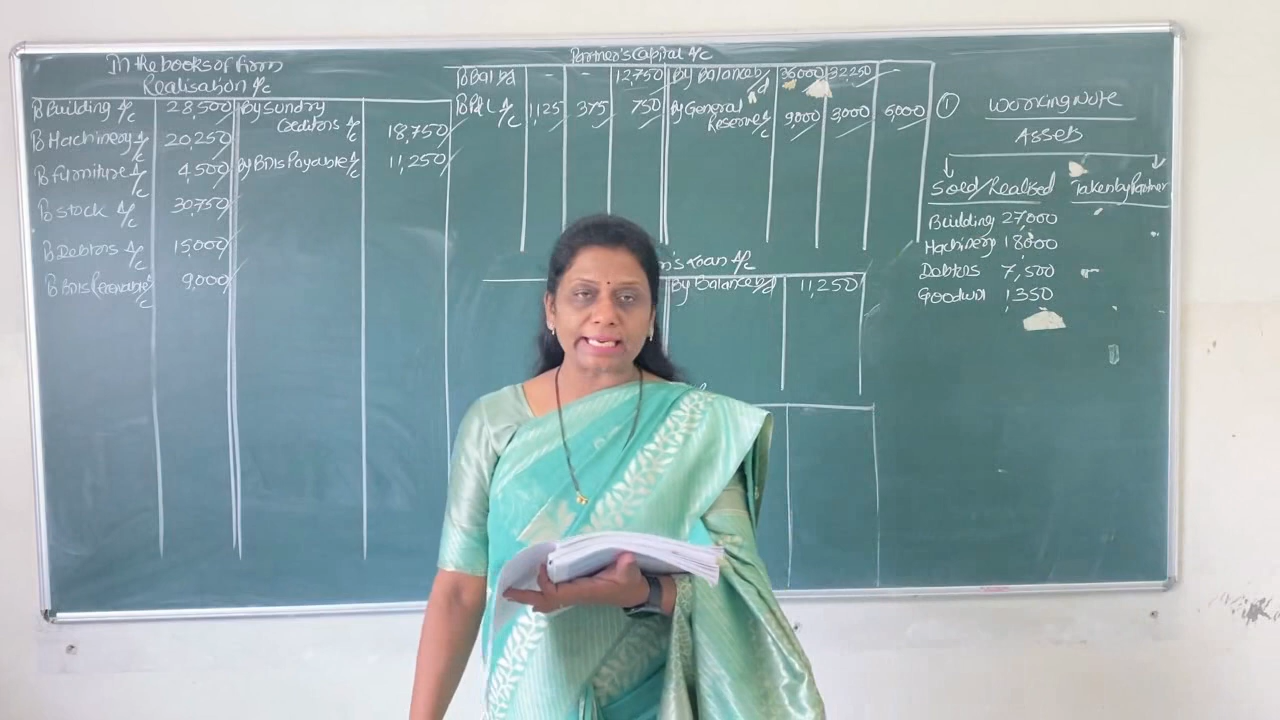 In the books of Firm
Realisation A/c
To Building A/c 28,500 By Sundry
Creditors A/c 18,750
To Machinery A/c 20,250
By Bills Payable A/c 11,250
To Furniture A/c 4,500
To Stock A/c 30,750
To Debtors A/c 15,000
To Bills Receivable A/c 9,000
Partner's Capital A/c
To Bal b/d - - 12,750 By Balance b/d 36000 32,250 -
To P&L A/c 1,125 375 750 By General
Reserve A/c 9,000 3,000 6,000
's Loan A/c
By Balance b/d 11,250
① Working Note
Assets
Sold/Realised Taken by Partner
Building 27,000
Machinery 18,000
Debtors 7,500
Goodwill 1,350